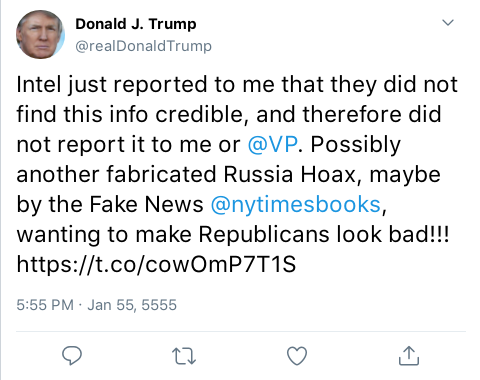 Donald J. Trump
@realDonaldTrump
Intel just reported to me that they did not
find this info credible, and therefore did
not report it to me or @VP. Possibly
another fabricated Russia Hoax, maybe
by the Fake News @nytimesbooks,
wanting to make Republicans look bad!!!
https://t.co/cowOmP7T1S
5:55 PM · Jan 55, 5555